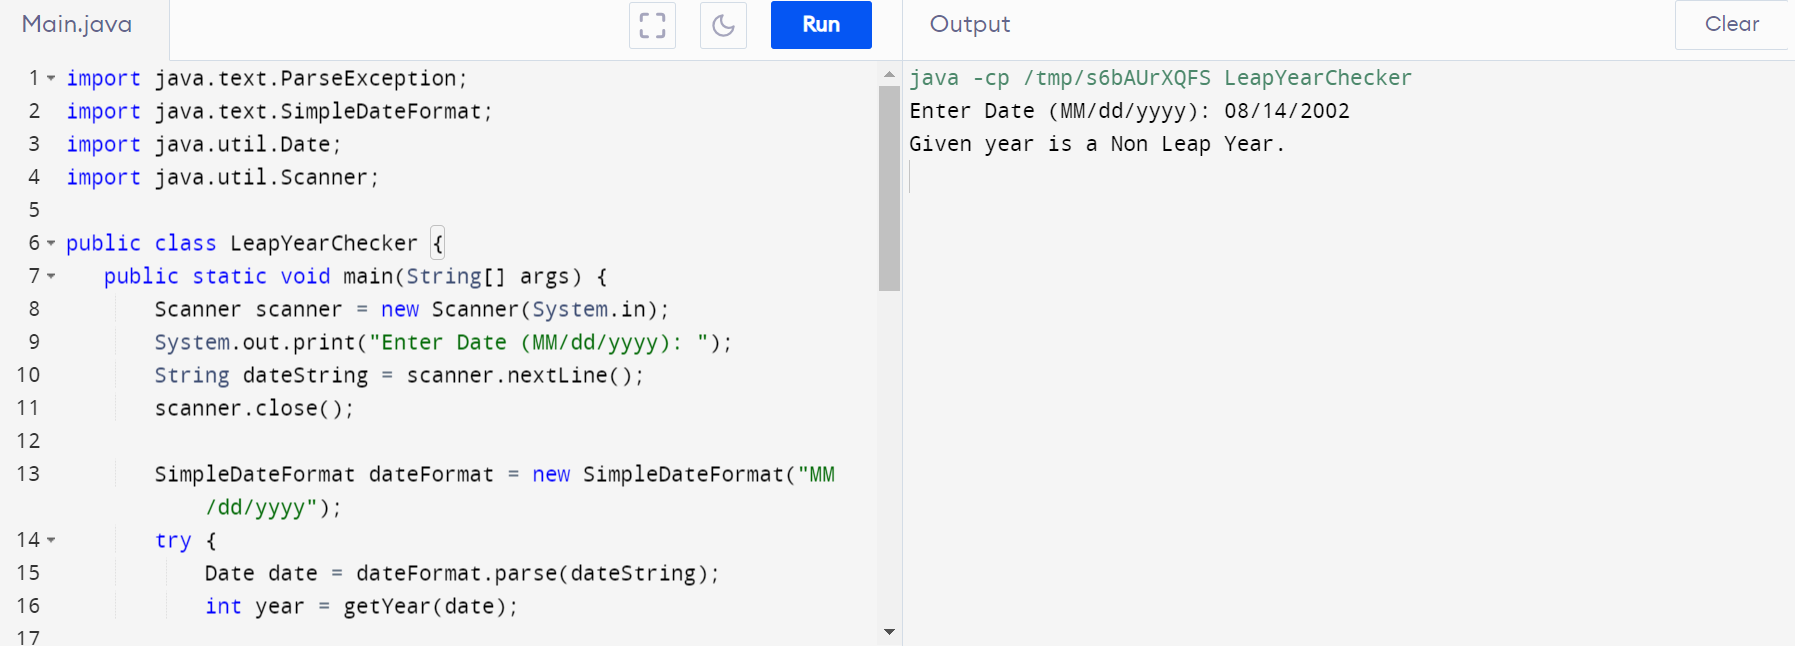 Main.java
Run
Output
Clear
1 import java.text.ParseException;
2 import java.text.SimpleDateFormat;
3 import java.util.Date;
4 import java.util.Scanner;
5
6 public class LeapYearChecker {
7 public static void main(String[] args) {
8 Scanner scanner = new Scanner(System.in);
9 System.out.print("Enter Date (MM/dd/yyyy): ");
10 String dateString = scanner.nextLine();
11 scanner.close();
12
13 SimpleDateFormat dateFormat = new SimpleDateFormat("MM
/dd/yyyy");
14 try {
15 Date date = dateFormat.parse(dateString);
16 int year = getYear(date);
17
java -cp /tmp/s6bAUrXQFS LeapYearChecker
Enter Date (MM/dd/yyyy): 08/14/2002
Given year is a Non Leap Year.